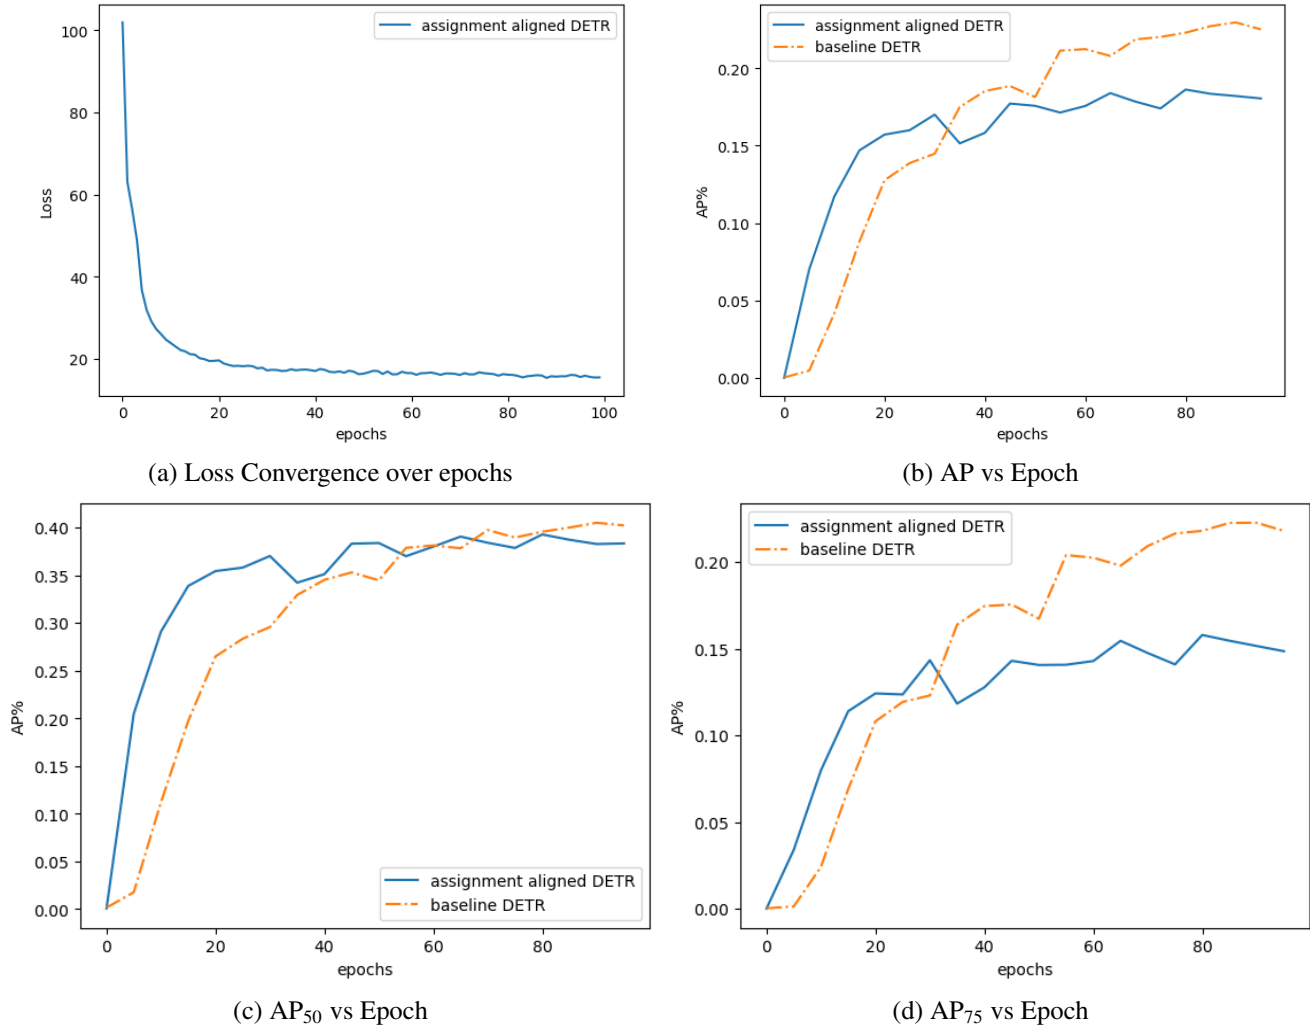 assignment aligned DETR
100
80
60
40
20
Loss
0 20 40 60 80 100
epochs
(a) Loss Convergence over epochs
assignment aligned DETR
baseline DETR
0.20
0.15
0.10
0.05
0.00
AP%
0 20 40 60 80
epochs
(b) AP vs Epoch
0.40
0.35
0.30
0.25
0.20
0.15
0.10
0.05
0.00
AP%
assignment aligned DETR
baseline DETR
0 20 40 60 80
epochs
(c) AP₅₀ vs Epoch
assignment aligned DETR
baseline DETR
0.20
0.15
0.10
0.05
0.00
AP%
0 20 40 60 80
epochs
(d) AP₇₅ vs Epoch